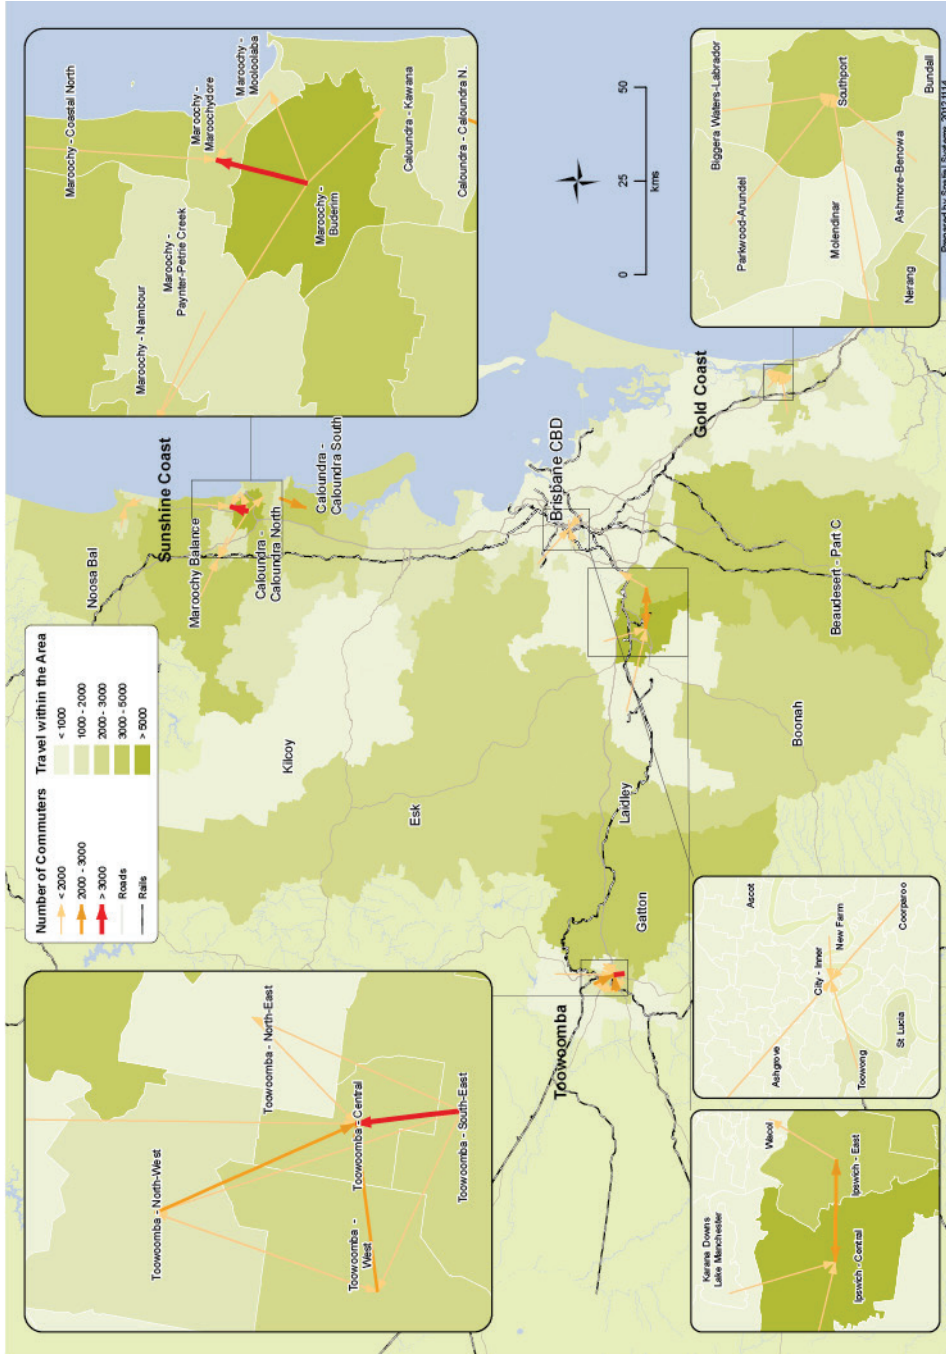 Number of Commuters
< 2000
2000 - 3000
> 3000
Roads
Rails
Travel within the Area
< 1000
1000 - 2000
2000 - 3000
3000 - 5000
> 5000
Toowoomba - North-West
Toowoomba - North-East
Toowoomba - Central
Toowoomba -
West
Toowoomba - South-East
Maroochy - Coastal North
Maroochy -
Maroochydore
Maroochy -
Mooloolaba
Maroochy - Nambour
Maroochy -
Paynter-Petrie Creek
Maroochy -
Buderim
Caloundra - Kawana
Caloundra - Caloundra N.
Noosa Bal
Sunshine Coast
Maroochy Balance
Caloundra -
Caloundra North
Caloundra -
Caloundra South
Kilcoy
Esk
Brisbane CBD
Toowoomba
Gatton
Laidley
Boonah
Beaudesert - Part C
Gold Coast
0
25
50
kms
Karana Downs
Lake Manchester
Wacol
Ipswich - Central
Ipswich - East
Ashgrove
Ascot
City - Inner
New Farm
Toowong
St Lucia
Coorparoo
Biggera Waters-Labrador
Parkwood-Arundel
Southport
Molendinar
Ashmore-Benowa
Bundall
Nerang